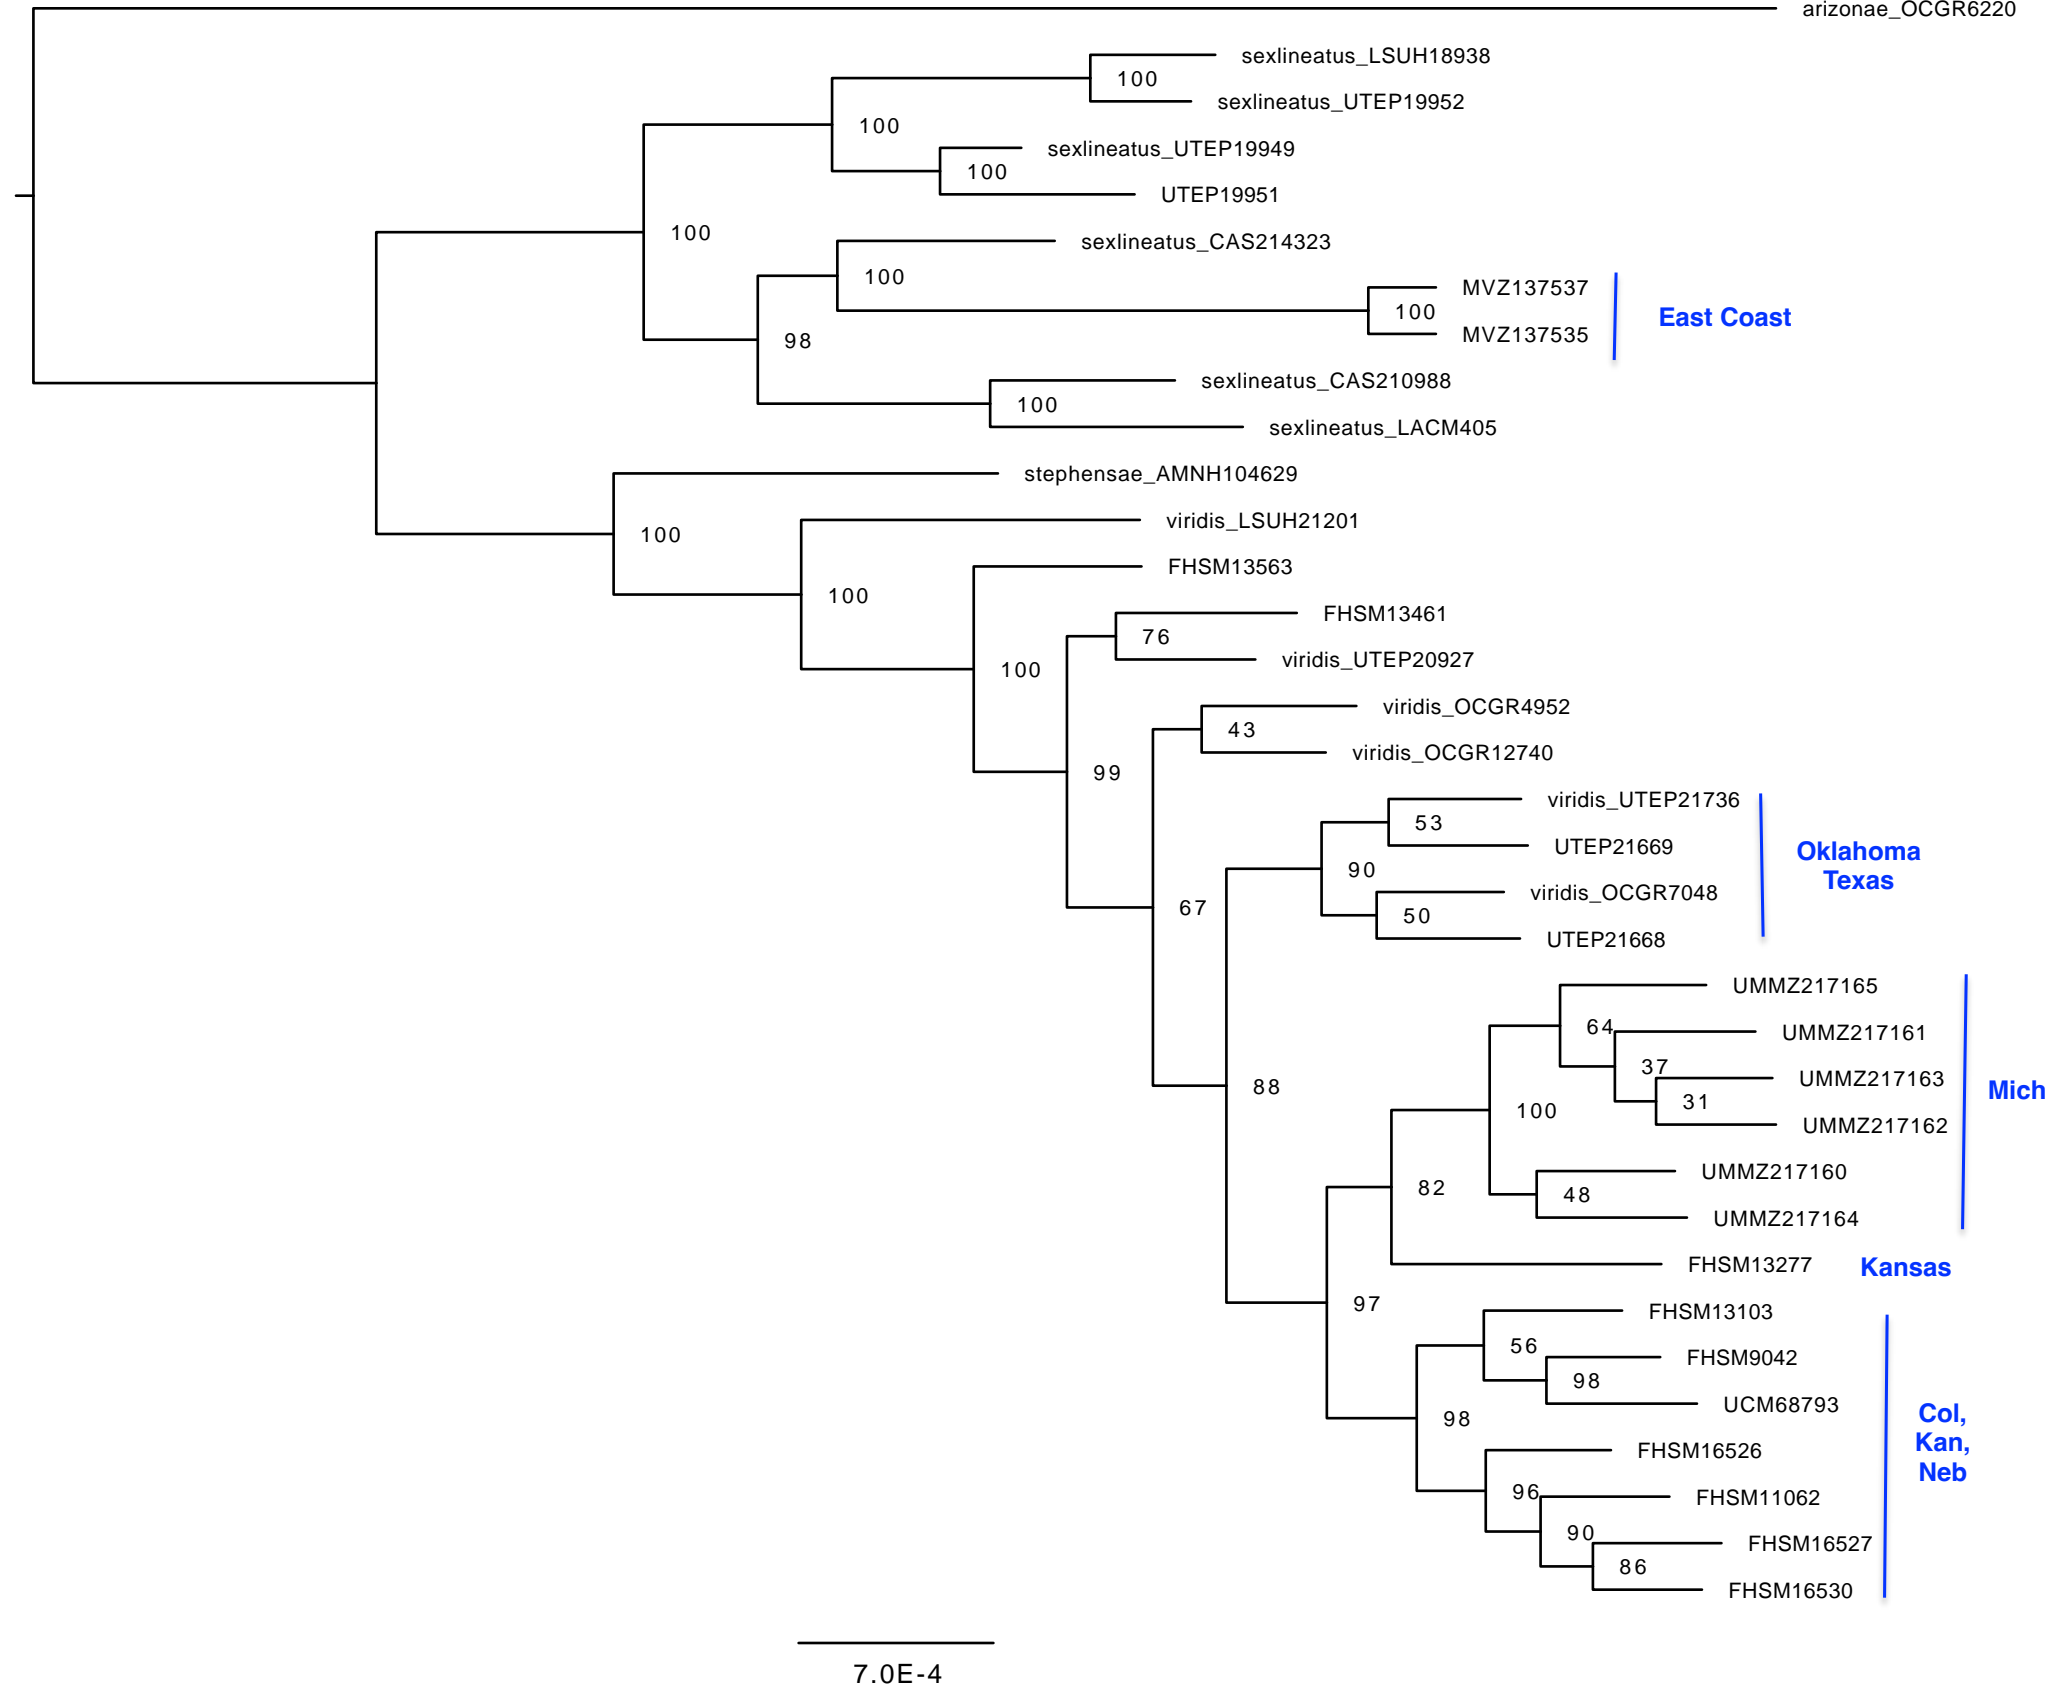 arizonae_OCGR6220
sexlineatus_LSUH18938
100
sexlineatus_UTEP19952
100
sexlineatus_UTEP19949
100
UTEP19951
100
sexlineatus_CAS214323
100
MVZ137537
100
MVZ137535
East Coast
98
sexlineatus_CAS210988
100
sexlineatus_LACM405
stephensae_AMNH104629
100
viridis_LSUH21201
100
FHSM13563
100
FHSM13461
76
viridis_UTEP20927
99
viridis_OCGR4952
43
viridis_OCGR12740
67
viridis_UTEP21736
53
UTEP21669
90
viridis_OCGR7048
50
UTEP21668
Oklahoma
Texas
88
UMMZ217165
64
UMMZ217161
37
UMMZ217163
31
UMMZ217162
100
UMMZ217160
48
UMMZ217164
Mich
82
FHSM13277
Kansas
97
FHSM13103
56
FHSM9042
98
UCM68793
98
FHSM16526
96
FHSM11062
90
FHSM16527
86
FHSM16530
Col,
Kan,
Neb
7.0E-4